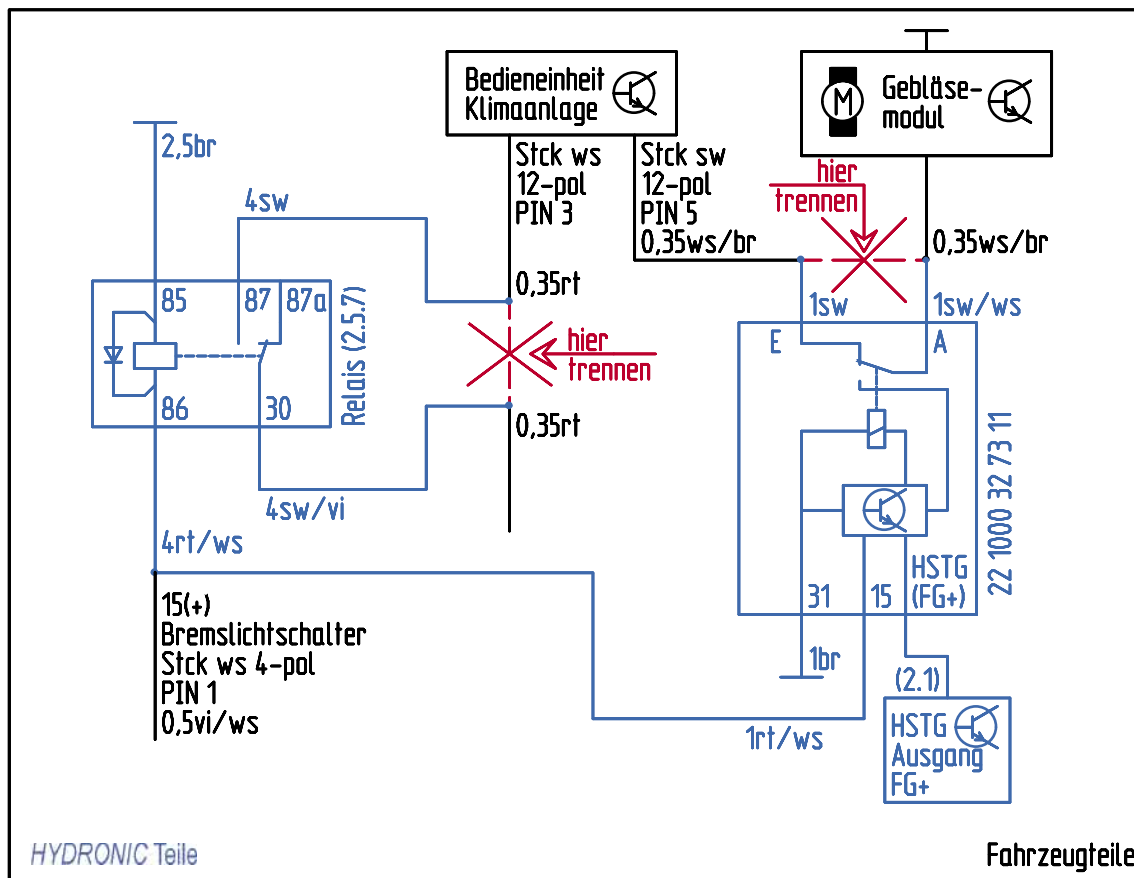 Bedieneinheit
Klimaanlage
M
Gebläse-
modul
2,5br
Stck ws
12-pol
PIN 3
Stck sw
12-pol
PIN 5
0,35ws/br
hier
trennen
0,35ws/br
4sw
0,35rt
1sw
1sw/ws
85
87
87a
Relais (2.5.7)
hier
trennen
E
A
86
30
0,35rt
4sw/vi
22 1000 32 73 11
4rt/ws
31
15
HSTG
(FG+)
15(+)
Bremslichtschalter
Stck ws 4-pol
PIN 1
0,5vi/ws
1br
(2.1)
1rt/ws
HSTG
Ausgang
FG+
HYDRONIC Teile
Fahrzeugteile